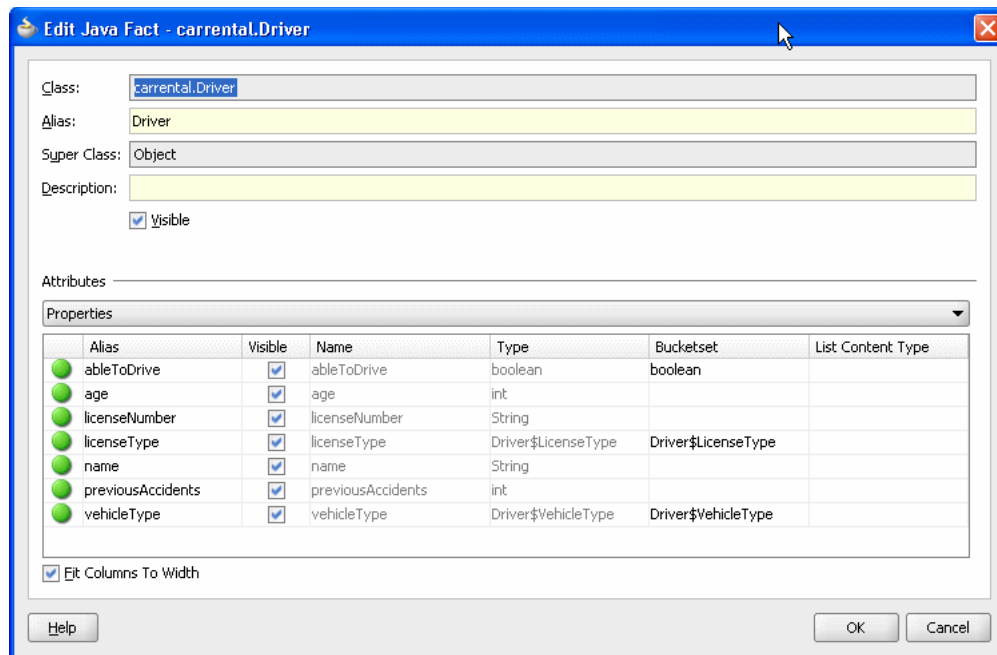 Edit Java Fact - carrental.Driver
Class: carrental.Driver
Alias: Driver
Super Class: Object
Description:
Visible
Attributes
Properties
Alias Visible Name Type Bucketset List Content Type
ableToDrive ableToDrive boolean boolean
age age int
licenseNumber licenseNumber String
licenseType licenseType Driver$LicenseType Driver$LicenseType
name name String
previousAccidents previousAccidents int
vehicleType vehicleType Driver$VehicleType Driver$VehicleType
Fit Columns To Width
Help OK Cancel